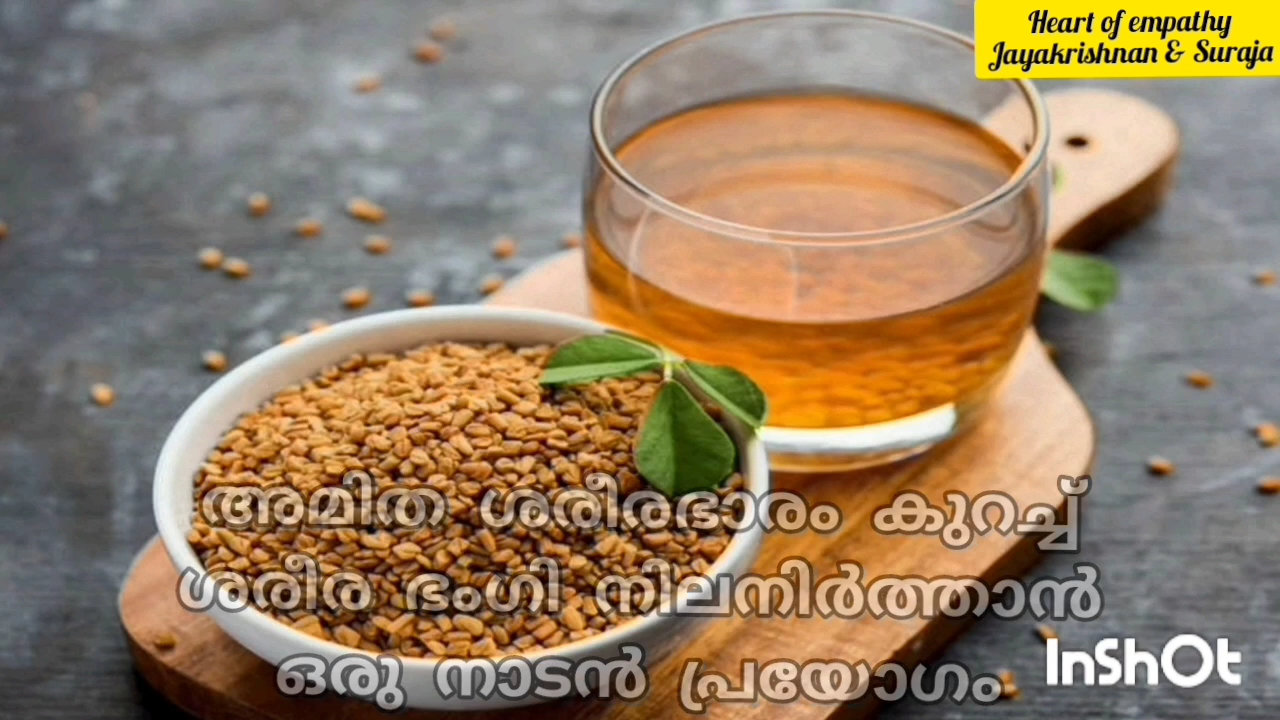 Heart of empathy
Jayakrishnan & Suraja
അമിത ശരീരഭാരം കുറച്ച്
ശരീര ഭംഗി നിലനിർത്താൻ
ഒരു നാടൻ പ്രയോഗം
InShOt